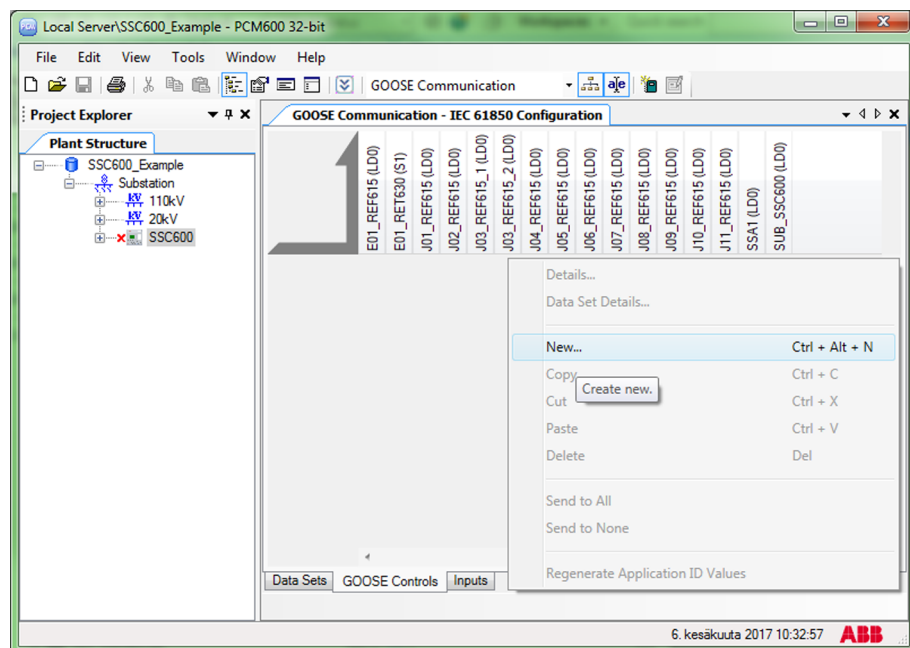 Local Server\SSC600_Example - PCM600 32-bit
File Edit View Tools Window Help
GOOSE Communication
Project Explorer
GOOSE Communication - IEC 61850 Configuration
Plant Structure
SSC600_Example
Substation
110kV
20kV
SSC600
E01_REF615 (LD0)
E01_RET630 (S1)
J01_REF615 (LD0)
J02_REF615 (LD0)
J03_REF615_1 (LD0)
J03_REF615_2 (LD0)
J04_REF615 (LD0)
J05_REF615 (LD0)
J06_REF615 (LD0)
J07_REF615 (LD0)
J08_REF615 (LD0)
J09_REF615 (LD0)
J10_REF615 (LD0)
J11_REF615 (LD0)
SSA1 (LD0)
SUB_SSC600 (LD0)
Details...
Data Set Details...
New... Ctrl + Alt + N
Copy Ctrl + C
Create new.
Cut Ctrl + X
Paste Ctrl + V
Delete Del
Send to All
Send to None
Regenerate Application ID Values
Data Sets GOOSE Controls Inputs
6. kesäkuuta 2017 10:32:57 ABB